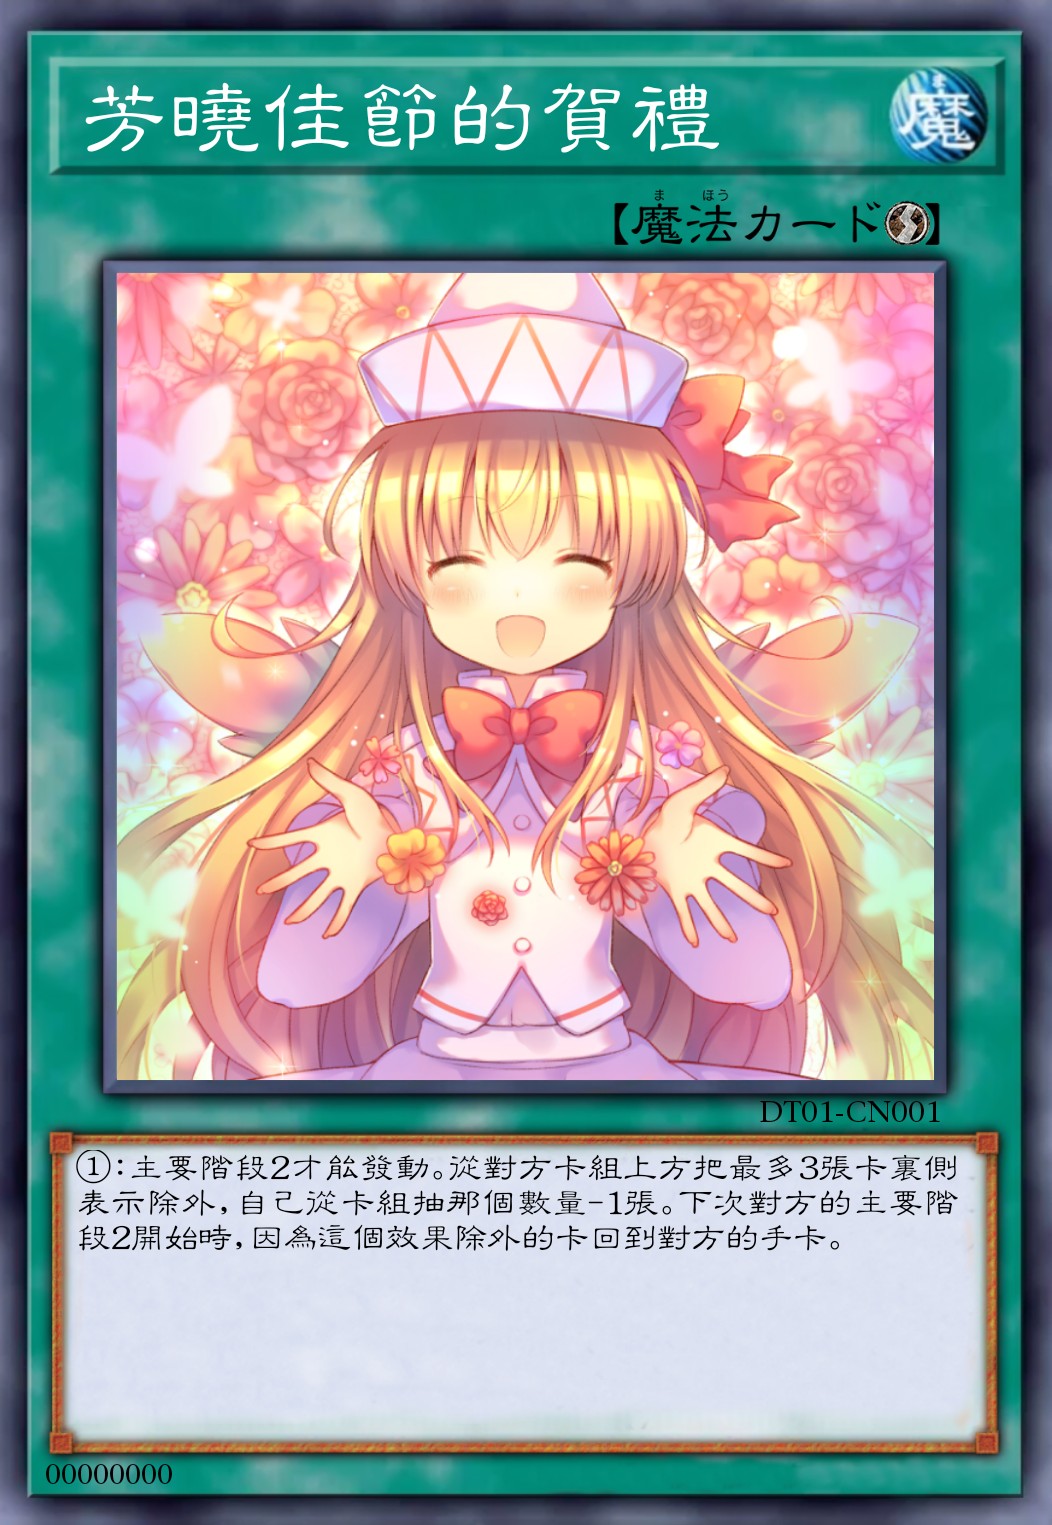 芳曉佳節的賀禮
魔
ま ほう
【魔法カード】
DT01-CN001
①：主要階段2才能發動。從對方卡組上方把最多3張卡裏側
表示除外，自己從卡組抽那個數量-1張。下次對方的主要階
段2開始時，因為這個效果除外的卡回到對方的手卡。
00000000